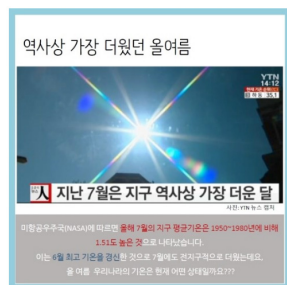 역사상 가장 더웠던 올여름
YTN
14:12
35.1
지난 7월은 지구 역사상 가장 더운 달
사진: YTN 뉴스 캡처
미항공우주국(NASA)에 따르면 올해 7월의 지구 평균기온은 1950~1980년에 비해
1.51도 높은 것으로 나타났습니다.
이는 8월 최고 기온을 경신한 것으로 7월에도 전지구적으로 더웠는데요.
올 여름 우리나라의 기온은 현재 어떤 상태일까요???